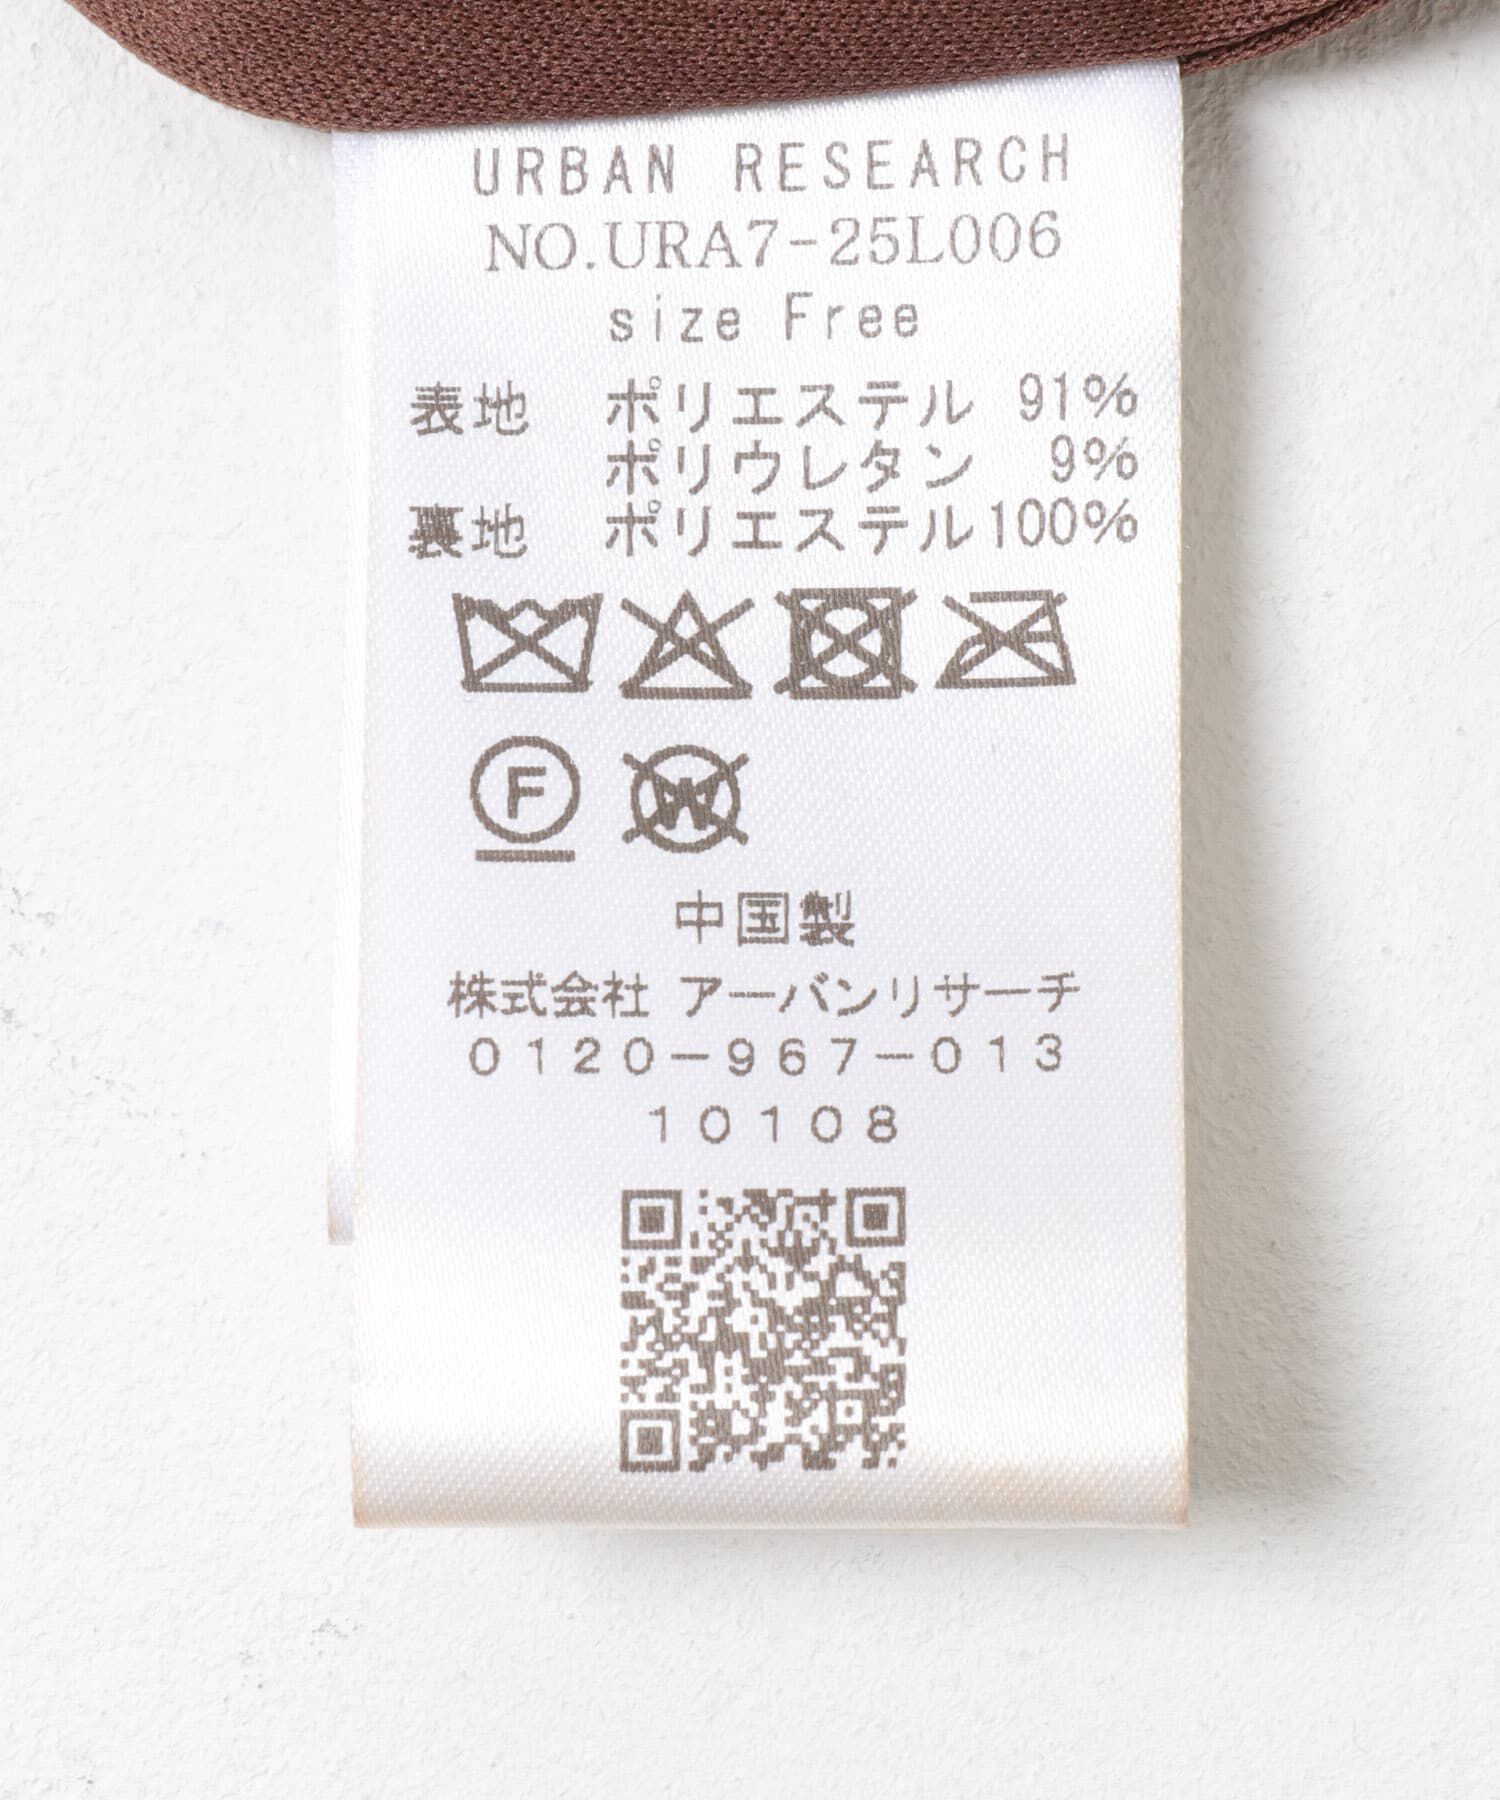 URBAN RESEARCH
NO.URA7-25L006
size Free
表地 ポリエステル 91%
ポリウレタン 9%
裏地 ポリエステル100%
F
W
中国製
株式会社 アーバンリサーチ
0120-967-013
10108